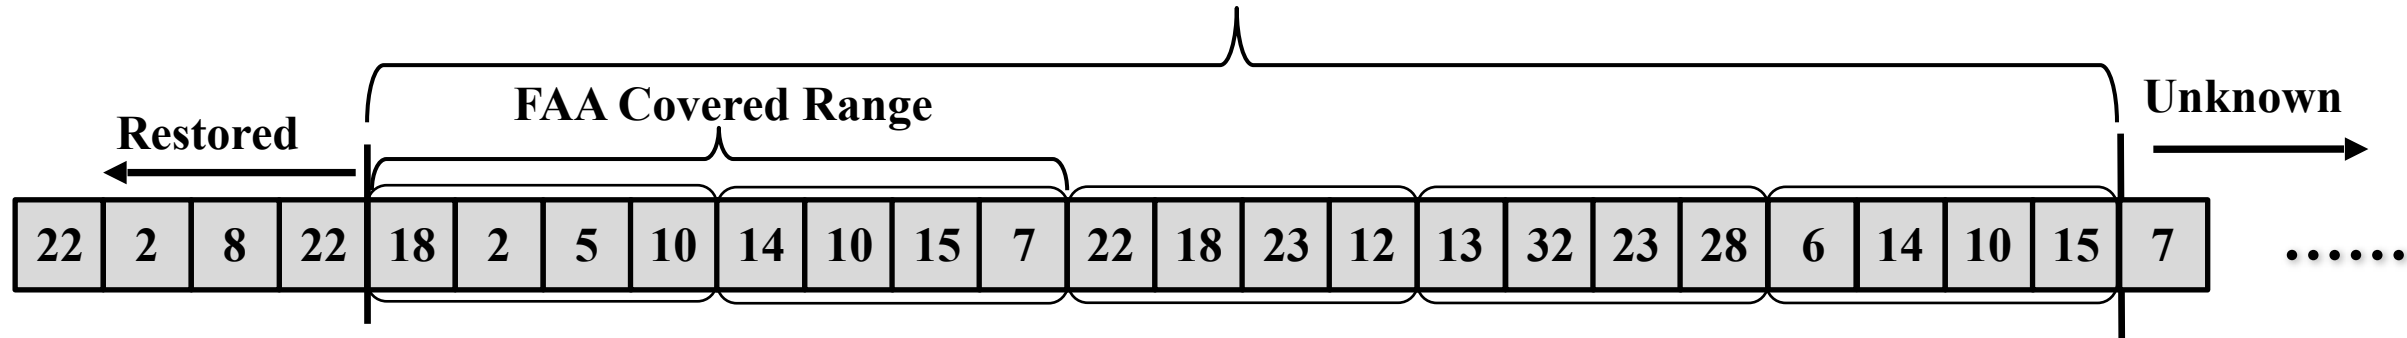 FAA Covered Range
Unknown
Restored
22 2 8 22 18 2 5 10 14 10 15 7 22 18 23 12 13 32 23 28 6 14 10 15 7 ......